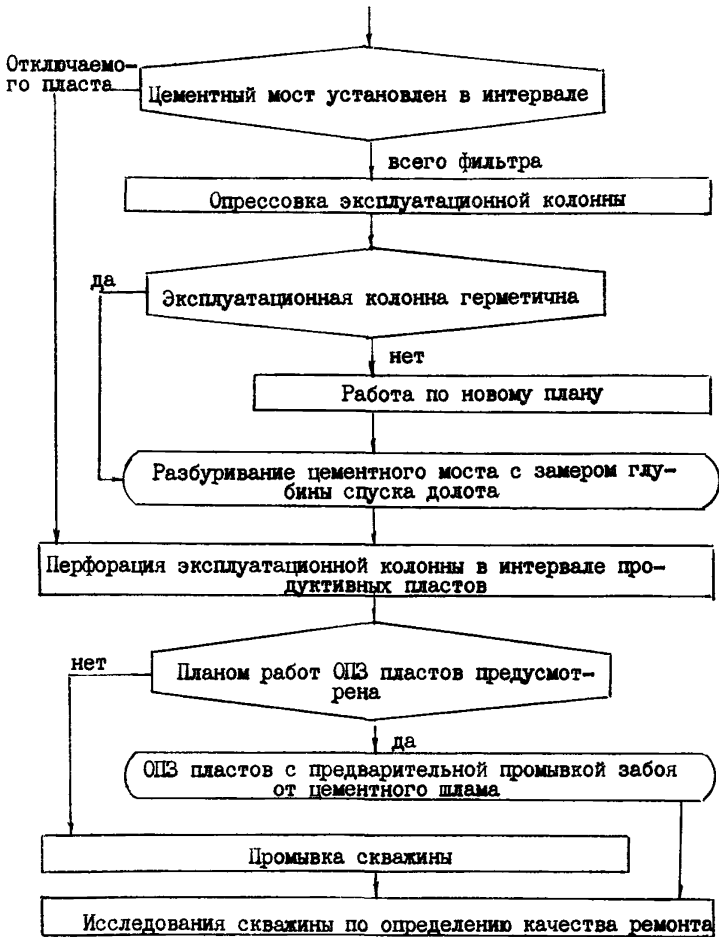 Отключаемо-
го пласта
Цементный мост установлен в интервале
всего фильтра
Опрессовка эксплуатационной колонны
да
Эксплуатационная колонна герметична
нет
Работа по новому плану
Разбуривание цементного моста с замером глу-
бины спуска долота
Перфорация эксплуатационной колонны в интервале про-
дуктивных пластов
нет
Планом работ ОПЗ пластов предусмот-
рена
да
ОПЗ пластов с предварительной промывкой забоя
от цементного шлама
Промывка скважины
Исследования скважины по определению качества ремонта